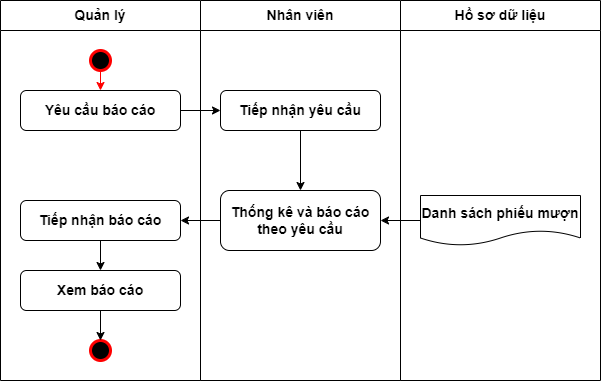 Quản lý
Nhân viên
Hồ sơ dữ liệu
Yêu cầu báo cáo
Tiếp nhận yêu cầu
Tiếp nhận báo cáo
Thống kê và báo cáo
theo yêu cầu
Danh sách phiếu mượn
Xem báo cáo